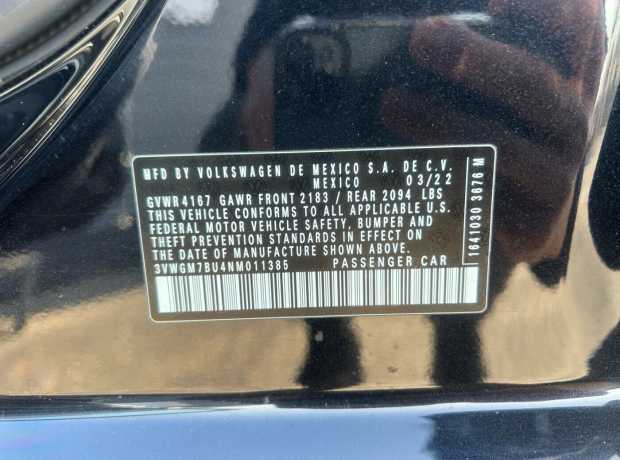 MFD BY VOLKSWAGEN DE MEXICO S.A. DE C.V.
MEXICO 03/22
GVWR4167 GAWR FRONT 2183 / REAR 2094 LBS
THIS VEHICLE CONFORMS TO ALL APPLICABLE U.S.
FEDERAL MOTOR VEHICLE SAFETY, BUMPER AND
THEFT PREVENTION STANDARDS IN EFFECT ON
THE DATE OF MANUFACTURE SHOWN ABOVE.
3VWGM7BU4NM011385 PASSENGER CAR
1641030 3076 M